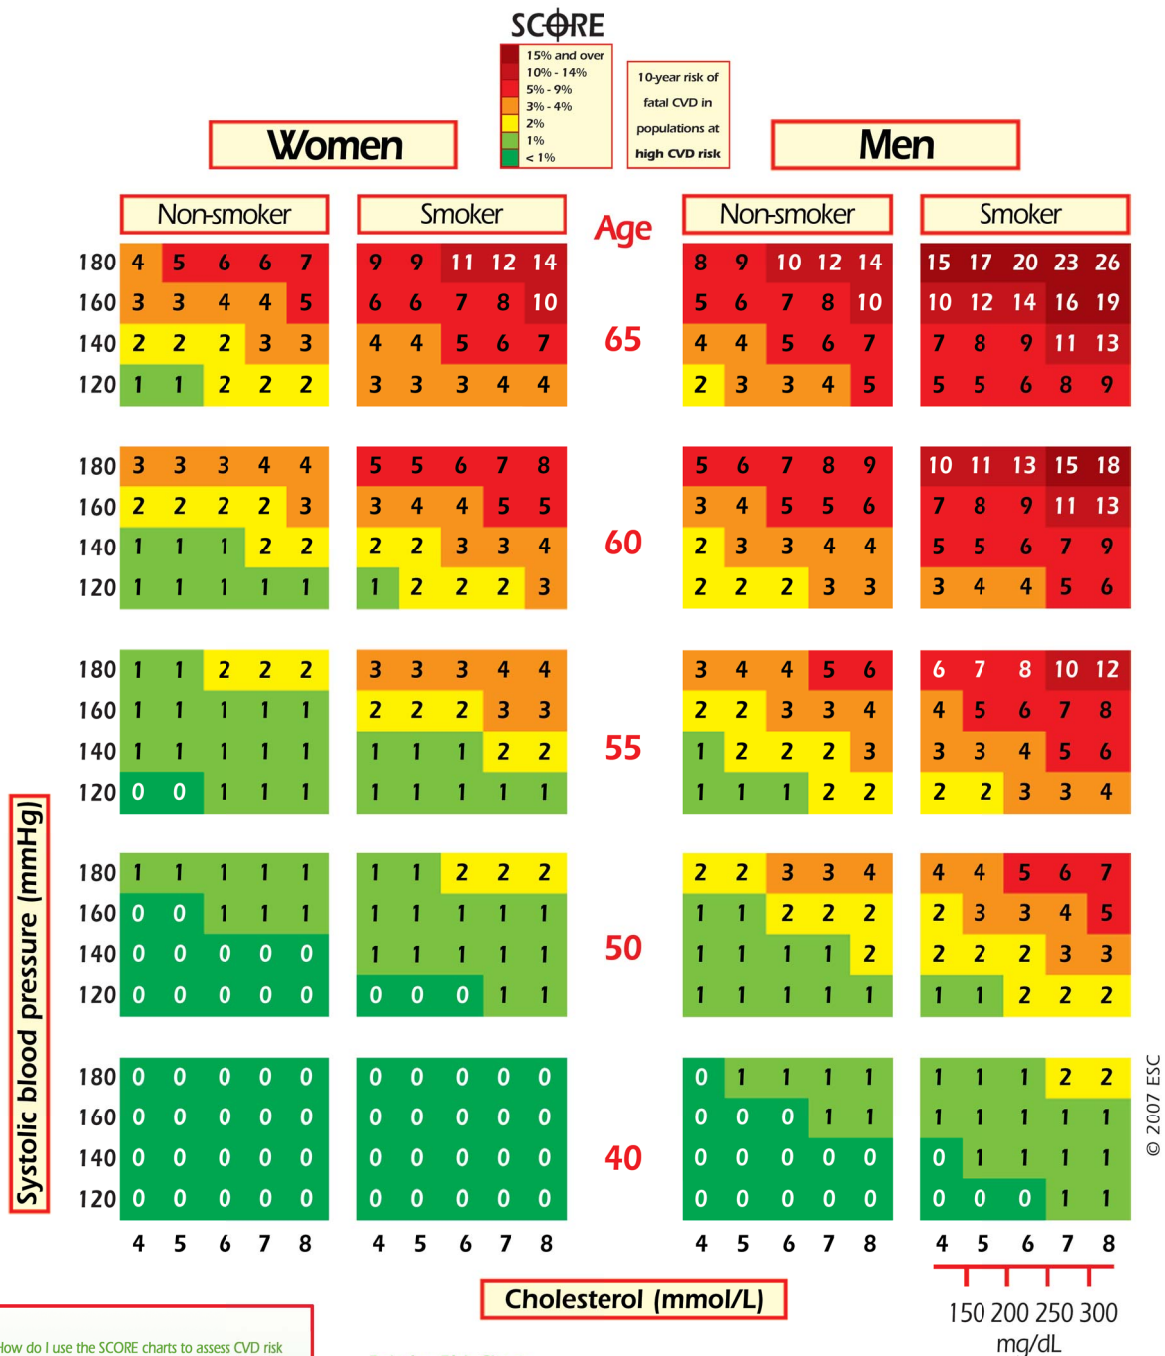 SCORE
15% and over
10% - 14%
5% - 9%
3% - 4%
2%
1%
< 1%
10-year risk of
fatal CVD in
populations at
high CVD risk
Women
Men
Non-smoker Smoker Age Non-smoker Smoker
180 4 5 6 6 7 9 9 11 12 14 8 9 10 12 14 15 17 20 23 26
160 3 3 4 4 5 6 6 7 8 10 5 6 7 8 10 10 12 14 16 19
65
140 2 2 2 3 3 4 4 5 6 7 4 4 5 6 7 7 8 9 11 13
120 1 1 2 2 2 3 3 3 4 4 2 3 3 4 5 5 5 6 8 9
180 3 3 3 4 4 5 5 6 7 8 5 6 7 8 9 10 11 13 15 18
160 2 2 2 2 3 3 4 4 5 5 3 4 5 5 6 7 8 9 11 13
60
140 1 1 1 2 2 2 2 3 3 4 2 3 3 4 4 5 5 6 7 9
120 1 1 1 1 1 1 2 2 2 3 2 2 2 3 3 3 4 4 5 6
180 1 1 2 2 2 3 3 3 4 4 3 4 4 5 6 6 7 8 10 12
160 1 1 1 1 1 2 2 2 3 3 2 2 3 3 4 4 5 6 7 8
55
140 1 1 1 1 1 1 1 1 2 2 1 2 2 2 3 3 3 4 5 6
120 0 0 1 1 1 1 1 1 1 1 1 1 1 2 2 2 2 3 3 4
180 1 1 1 1 1 1 1 2 2 2 2 2 3 3 4 4 4 5 6 7
160 0 0 1 1 1 1 1 1 1 1 1 1 2 2 2 2 3 3 4 5
50
140 0 0 0 0 0 1 1 1 1 1 1 1 1 1 2 2 2 2 3 3
120 0 0 0 0 0 0 0 0 1 1 1 1 1 1 1 1 1 2 2 2
180 0 0 0 0 0 0 0 0 0 0 0 1 1 1 1 1 1 1 2 2
160 0 0 0 0 0 0 0 0 0 0 0 0 0 1 1 1 1 1 1 1
40
140 0 0 0 0 0 0 0 0 0 0 0 0 0 0 0 0 1 1 1 1
120 0 0 0 0 0 0 0 0 0 0 0 0 0 0 0 0 0 0 1 1
4 5 6 7 8 4 5 6 7 8 4 5 6 7 8 4 5 6 7 8
Systolic blood pressure (mmHg)
© 2007 ESC
Cholesterol (mmol/L)
150 200 250 300
mg/dL
How do I use the SCORE charts to assess CVD risk